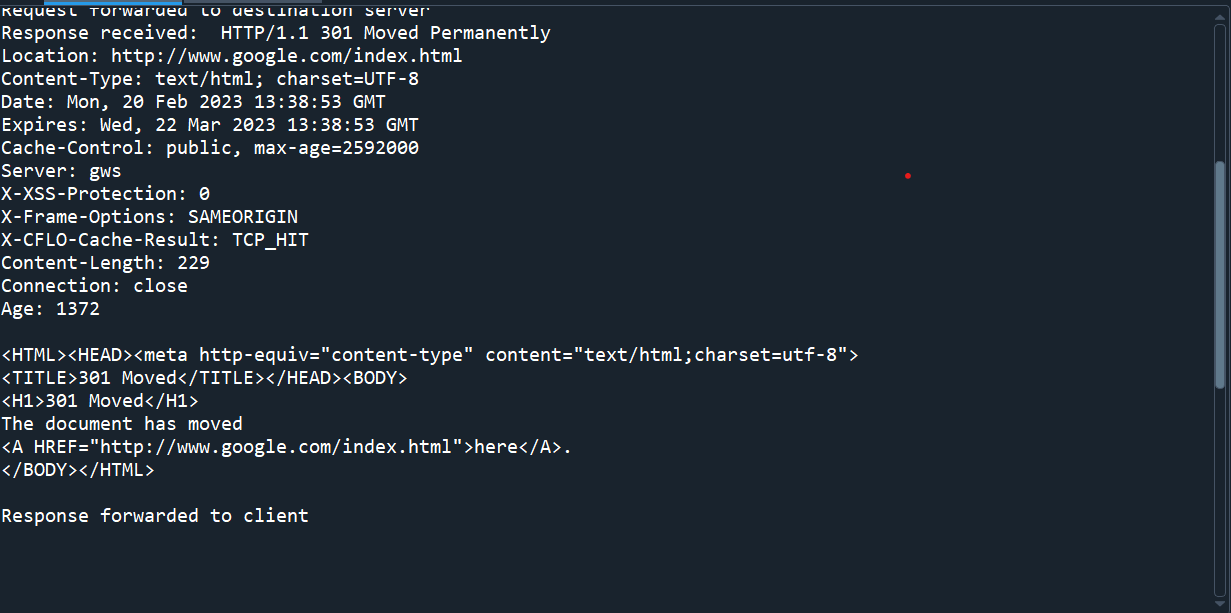 Request forwarded to destination server
Response received:  HTTP/1.1 301 Moved Permanently
Location: http://www.google.com/index.html
Content-Type: text/html; charset=UTF-8
Date: Mon, 20 Feb 2023 13:38:53 GMT
Expires: Wed, 22 Mar 2023 13:38:53 GMT
Cache-Control: public, max-age=2592000
Server: gws
X-XSS-Protection: 0
X-Frame-Options: SAMEORIGIN
X-CFLO-Cache-Result: TCP_HIT
Content-Length: 229
Connection: close
Age: 1372

<HTML><HEAD><meta http-equiv="content-type" content="text/html;charset=utf-8">
<TITLE>301 Moved</TITLE></HEAD><BODY>
<H1>301 Moved</H1>
The document has moved
<A HREF="http://www.google.com/index.html">here</A>.
</BODY></HTML>

Response forwarded to client